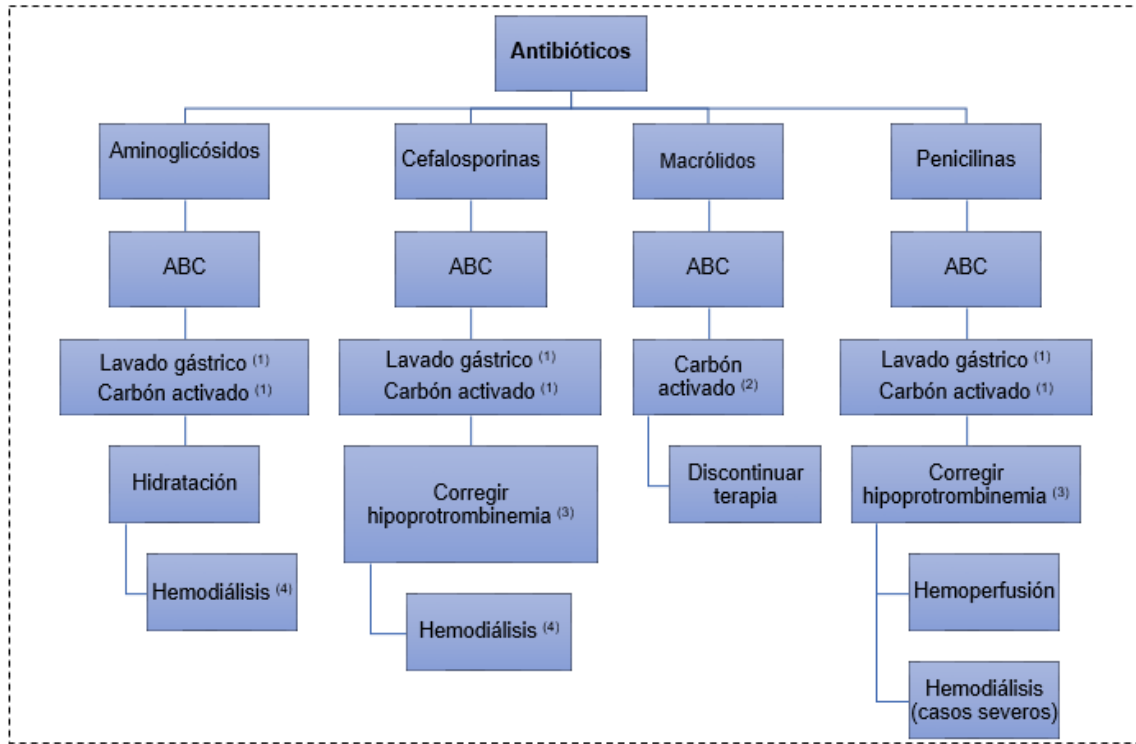 Antibióticos
Aminoglicósidos
Cefalosporinas
Macrólidos
Penicilinas
ABC
ABC
ABC
ABC
Lavado gástrico (1)
Carbón activado (1)
Lavado gástrico (1)
Carbón activado (1)
Carbón
activado (2)
Lavado gástrico (1)
Carbón activado (1)
Hidratación
Corregir
hipoprotrombinemia (3)
Discontinuar
terapia
Corregir
hipoprotrombinemia (3)
Hemodiálisis (4)
Hemodiálisis (4)
Hemoperfusión
Hemodiálisis
(casos severos)